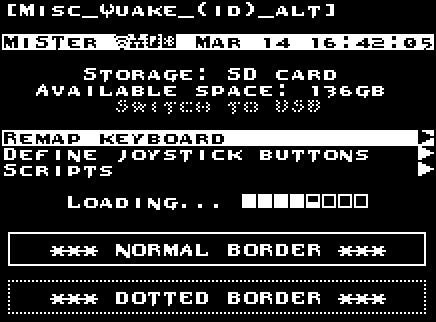 [Misc_Quake_(id)_alt]
MiSTer Mar 14 16:42:05
Storage: SD card
Available space: 136GB
Switch to USB
Remap keyboard
Define joystick buttons
Scripts
Loading...
*** NORMAL BORDER ***
*** DOTTED BORDER ***